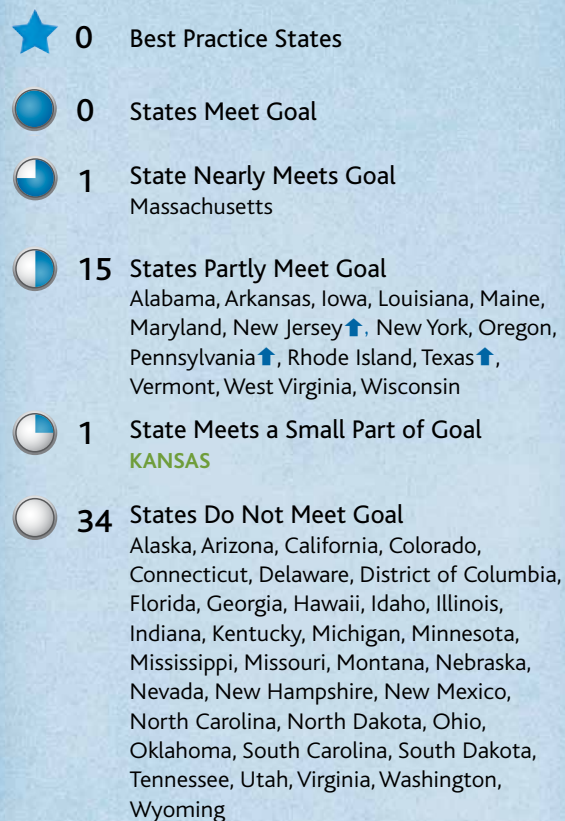 0 Best Practice States
0 States Meet Goal
1 State Nearly Meets Goal
Massachusetts
15 States Partly Meet Goal
Alabama, Arkansas, Iowa, Louisiana, Maine,
Maryland, New Jersey⬆, New York, Oregon,
Pennsylvania⬆, Rhode Island, Texas⬆,
Vermont, West Virginia, Wisconsin
1 State Meets a Small Part of Goal
KANSAS
34 States Do Not Meet Goal
Alaska, Arizona, California, Colorado,
Connecticut, Delaware, District of Columbia,
Florida, Georgia, Hawaii, Idaho, Illinois,
Indiana, Kentucky, Michigan, Minnesota,
Mississippi, Missouri, Montana, Nebraska,
Nevada, New Hampshire, New Mexico,
North Carolina, North Dakota, Ohio,
Oklahoma, South Carolina, South Dakota,
Tennessee, Utah, Virginia, Washington,
Wyoming